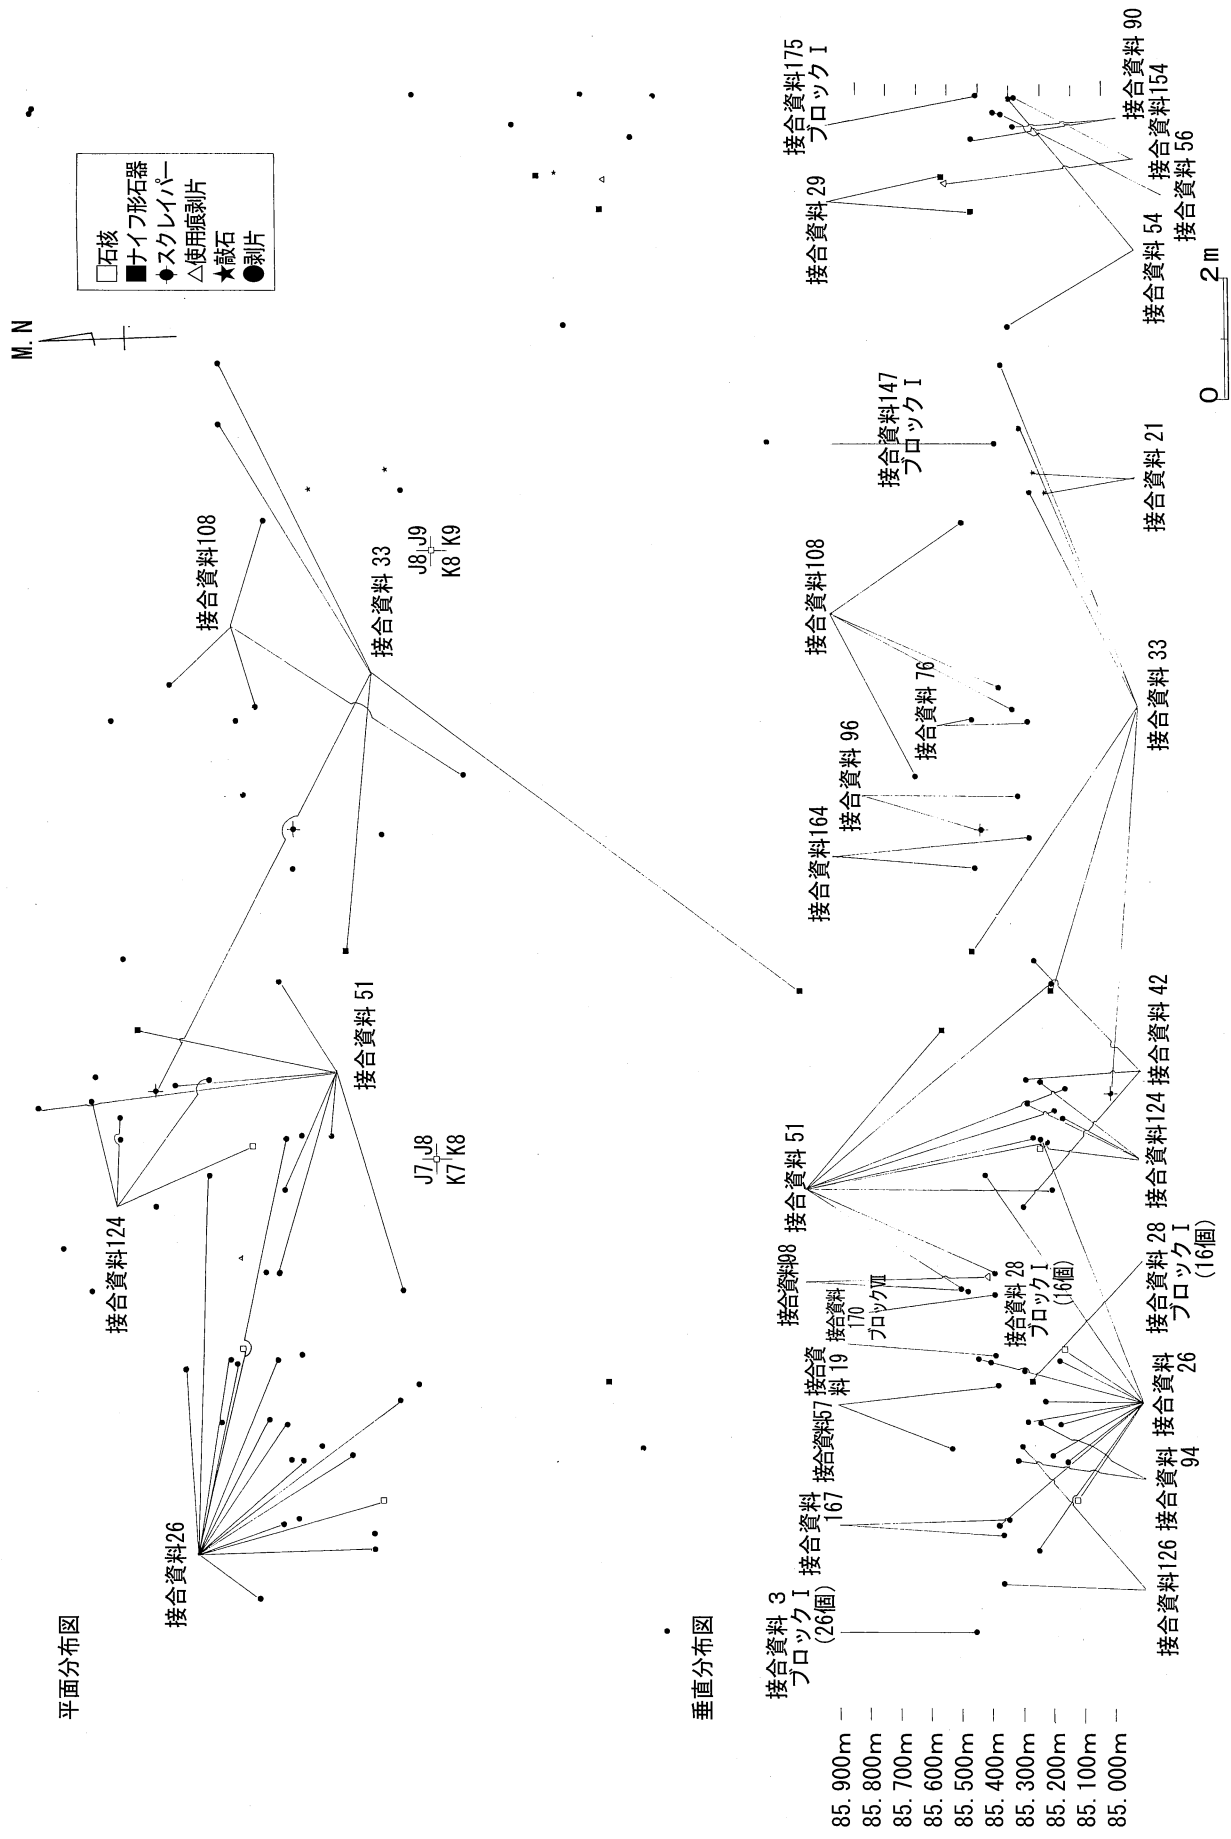 平面分布図
M.N
石核
ナイフ形石器
スクレイパー
使用痕剥片
敲石
剥片
接合資料26
接合資料124
接合資料 51
接合資料108
接合資料 33
J7 J8
K7 K8
J8 J9
K8 K9
垂直分布図
85.900m
85.800m
85.700m
85.600m
85.500m
85.400m
85.300m
85.200m
85.100m
85.000m
接合資料 3
ブロックⅠ
(26個)
接合資料
167
接合資料57
接合資
料 19
接合資料
170
ブロックⅦ
接合資料98
接合資料 51
接合資料 28
ブロックⅠ
(16個)
接合資料164
接合資料 96
接合資料 76
接合資料108
接合資料147
ブロックⅠ
接合資料 29
接合資料175
ブロックⅠ
接合資料126
接合資料
94
接合資料
26
接合資料 28
ブロックⅠ
(16個)
接合資料124
接合資料 42
接合資料 33
接合資料 21
接合資料 54
接合資料 56
接合資料154
接合資料 90
0
2m